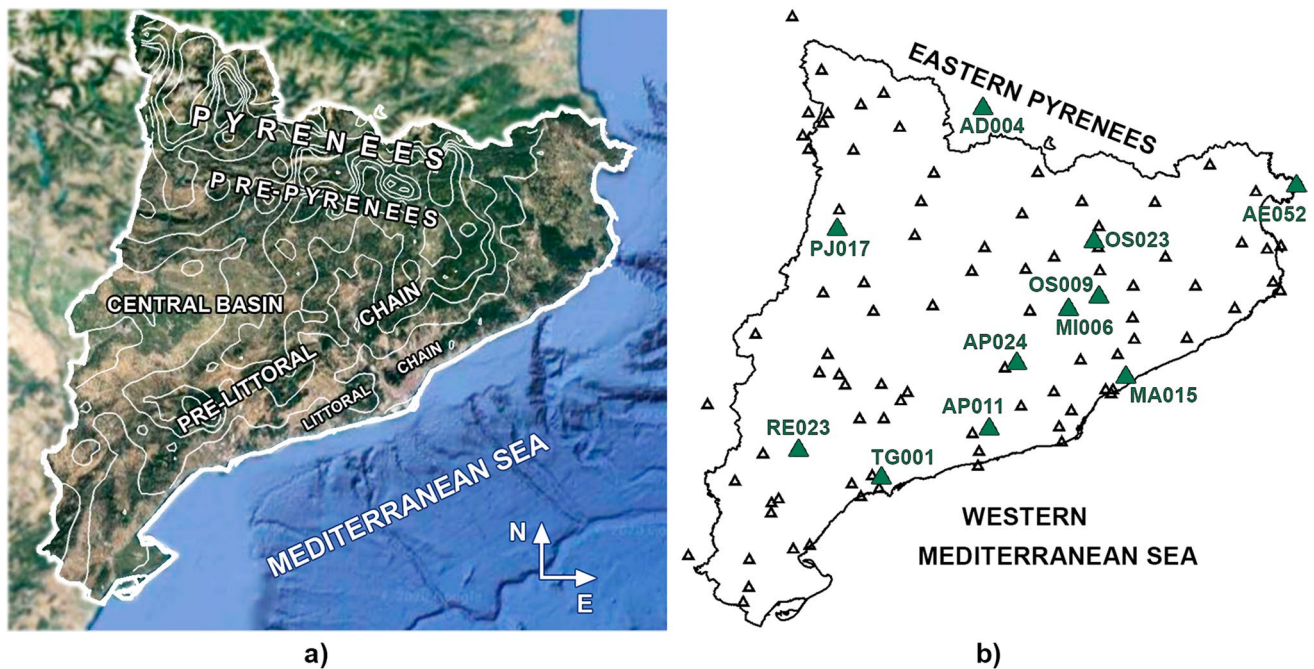 PYRENEES
PRE-PYRENEES
CENTRAL BASIN
CHAIN
PRE-LITTORAL
CHAIN
LITTORAL
MEDITERRANEAN SEA
N
E
a)
EASTERN PYRENEES
AD004
AE052
PJ017
OS023
OS009
MI006
AP024
MA015
AP011
RE023
TG001
WESTERN
MEDITERRANEAN SEA
b)